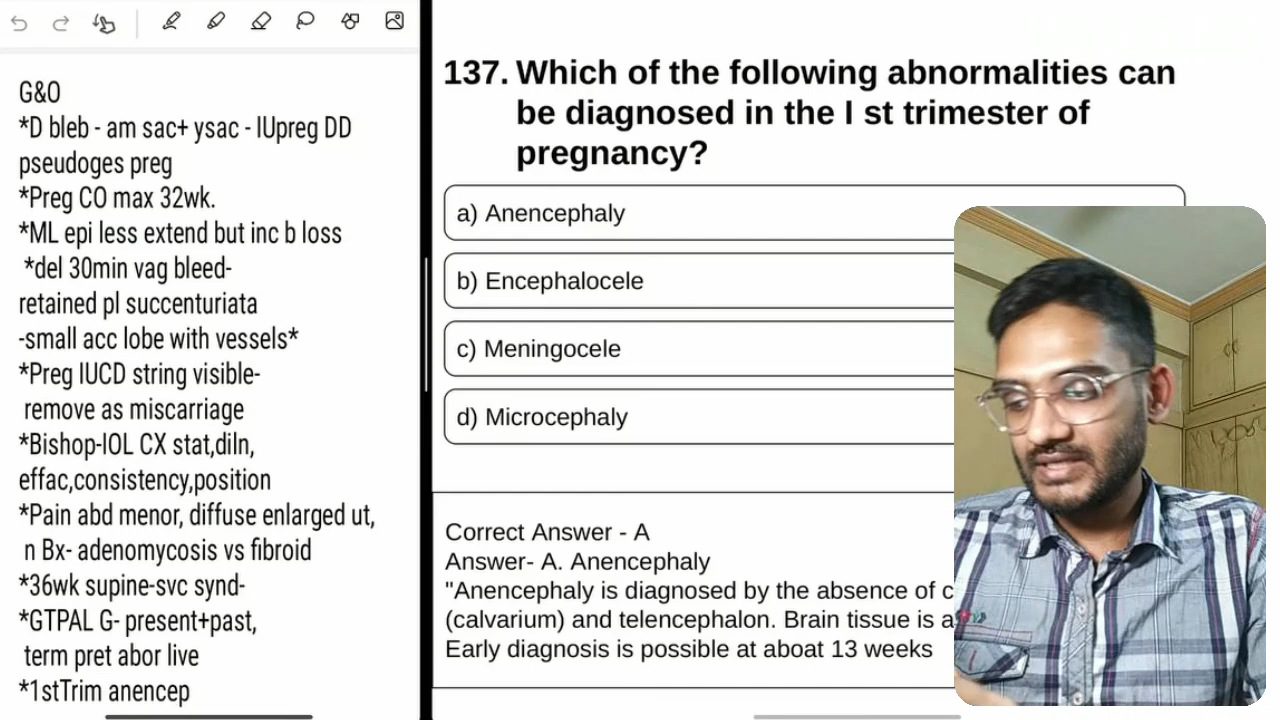 G&O
*D bleb - am sac+ ysac - IUpreg DD
pseudoges preg
*Preg CO max 32wk.
*ML epi less extend but inc b loss
*del 30min vag bleed-
retained pl succenturiata
-small acc lobe with vessels*
*Preg IUCD string visible-
remove as miscarriage
*Bishop-IOL CX stat,diln,
effac,consistency,position
*Pain abd menor, diffuse enlarged ut,
n Bx- adenomycosis vs fibroid
*36wk supine-svc synd-
*GTPAL G- present+past,
term pret abor live
*1stTrim anencep
137. Which of the following abnormalities can
be diagnosed in the I st trimester of
pregnancy?
a) Anencephaly
b) Encephalocele
c) Meningocele
d) Microcephaly
Correct Answer - A
Answer- A. Anencephaly
"Anencephaly is diagnosed by the absence of
(calvarium) and telencephalon. Brain tissue is
Early diagnosis is possible at aboat 13 weeks